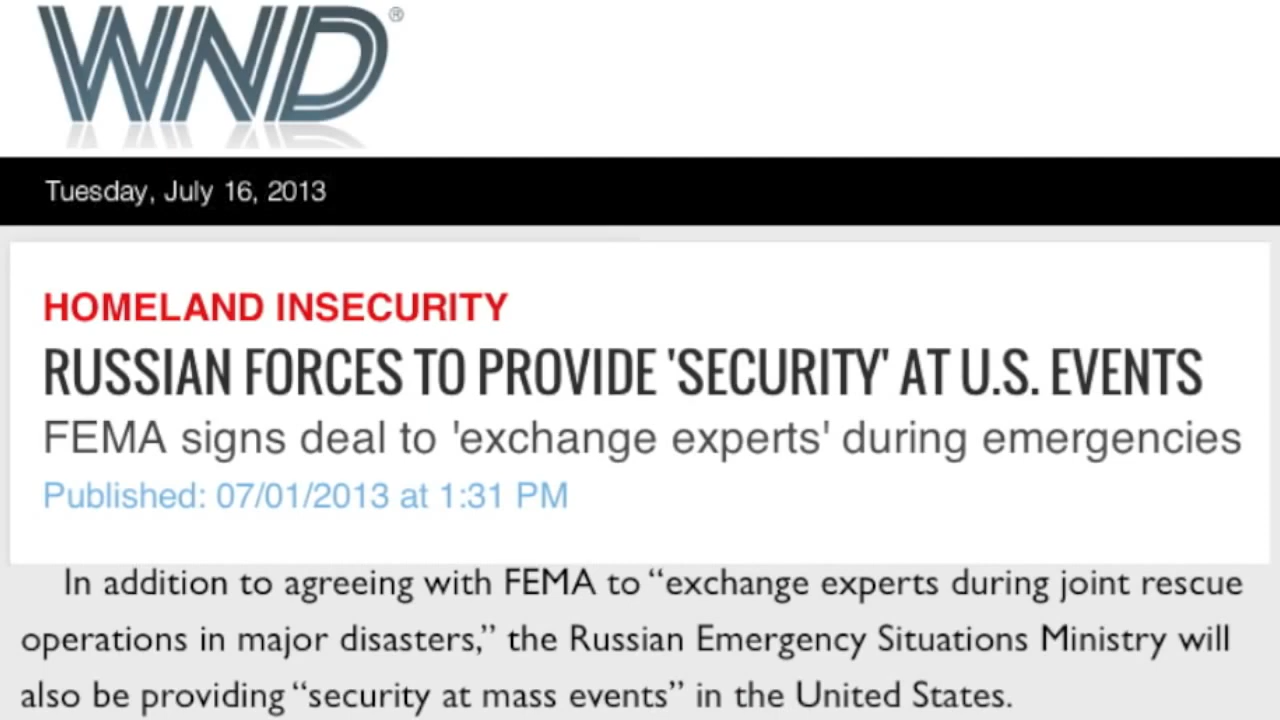 WND®
Tuesday, July 16, 2013
HOMELAND INSECURITY
RUSSIAN FORCES TO PROVIDE 'SECURITY' AT U.S. EVENTS
FEMA signs deal to 'exchange experts' during emergencies
Published: 07/01/2013 at 1:31 PM
In addition to agreeing with FEMA to “exchange experts during joint rescue
operations in major disasters,” the Russian Emergency Situations Ministry will
also be providing “security at mass events” in the United States.